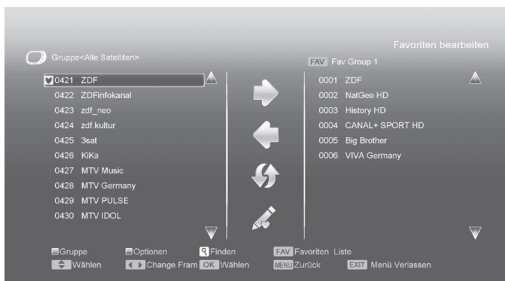 Favoriten bearbeiten
Gruppe<Alle Satelliten>
FAV Fav Group 1
0421 ZDF
0422 ZDFinfokanal
0423 zdf_neo
0424 zdf.kultur
0425 3sat
0426 KiKa
0427 MTV Music
0428 MTV Germany
0429 MTV PULSE
0430 MTV IDOL
0001 ZDF
0002 NatGeo HD
0003 History HD
0004 CANAL+ SPORT HD
0005 Big Brother
0006 VIVA Germany
Gruppe Optionen Finden FAV Favoriten Liste
Wählen Change Fram OK Wählen MENU Zurück EXIT Menü Verlassen